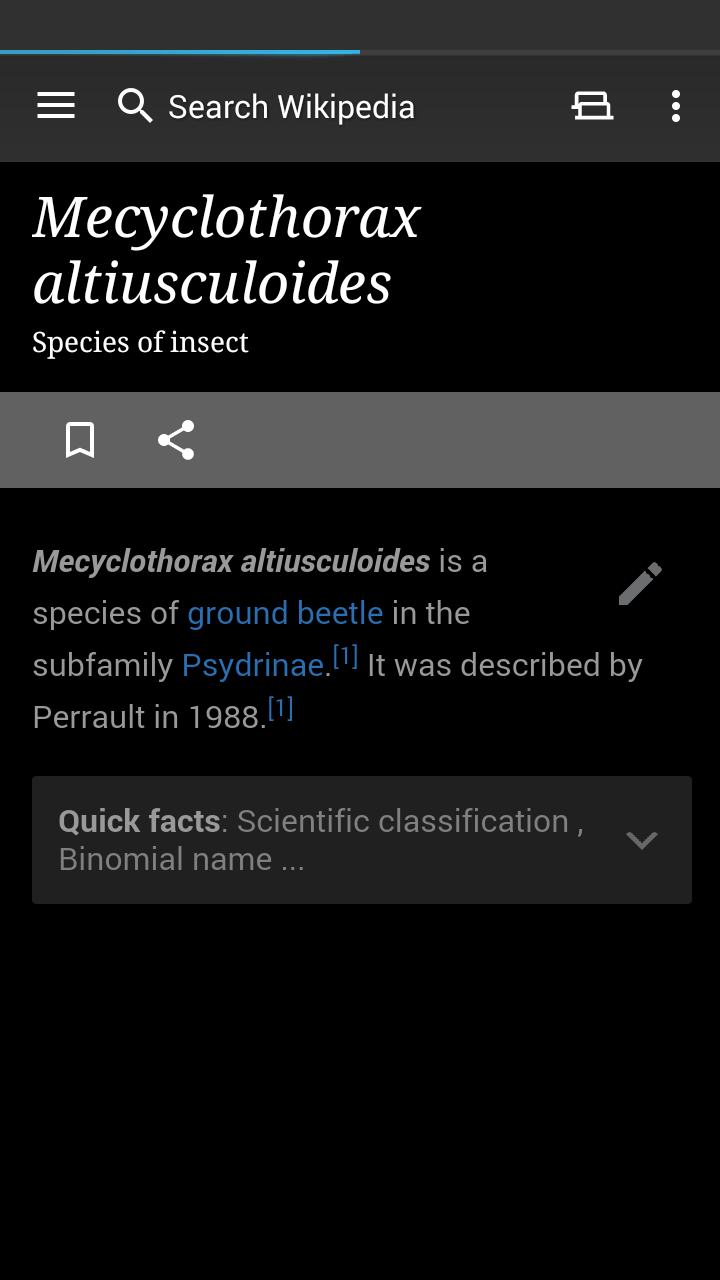 Search Wikipedia
Mecyclothorax
altiusculoides
Species of insect
Mecyclothorax altiusculoides is a
species of ground beetle in the
subfamily Psydrinae.[1] It was described by
Perrault in 1988.[1]
Quick facts: Scientific classification ,
Binomial name ...